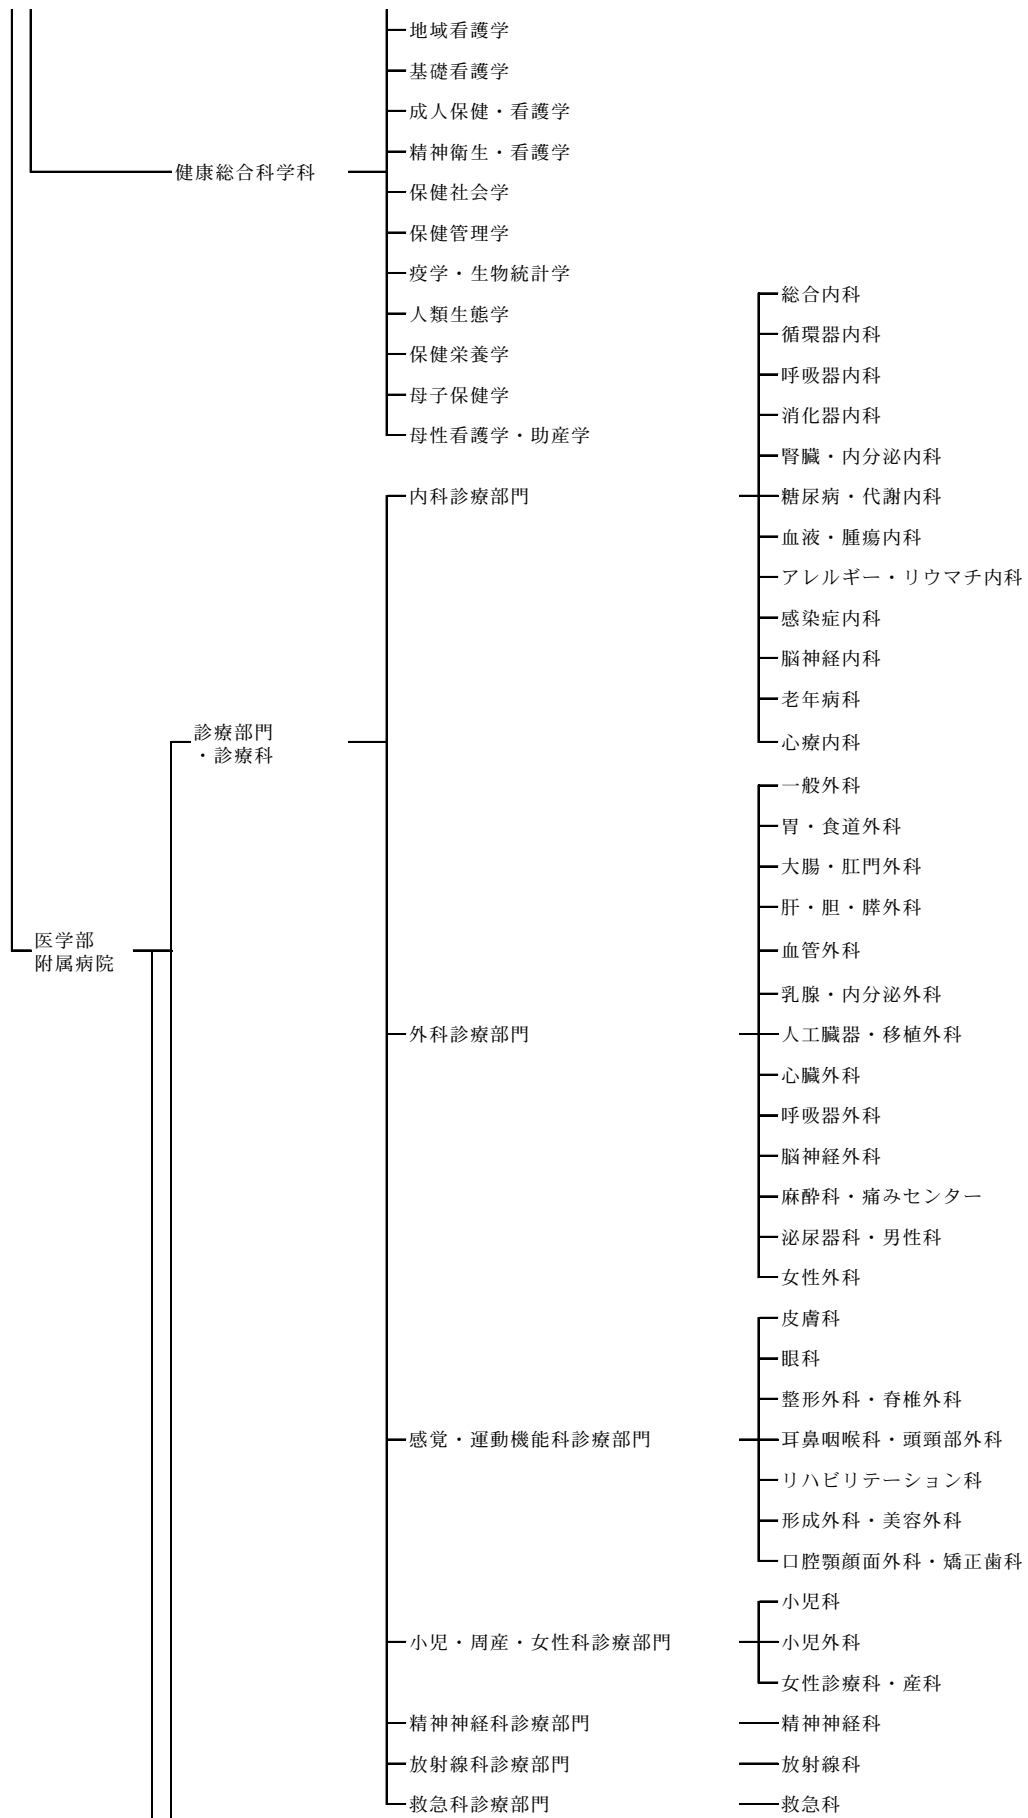 地域看護学
基礎看護学
成人保健・看護学
精神衛生・看護学
健康総合科学科
保健社会学
保健管理学
疫学・生物統計学
人類生態学
保健栄養学
母子保健学
母性看護学・助産学
総合内科
循環器内科
呼吸器内科
消化器内科
腎臓・内分泌内科
内科診療部門
糖尿病・代謝内科
血液・腫瘍内科
アレルギー・リウマチ内科
感染症内科
脳神経内科
老年病科
心療内科
診療部門
・診療科
一般外科
胃・食道外科
大腸・肛門外科
肝・胆・膵外科
医学部
附属病院
血管外科
乳腺・内分泌外科
外科診療部門
人工臓器・移植外科
心臓外科
呼吸器外科
脳神経外科
麻酔科・痛みセンター
泌尿器科・男性科
女性外科
皮膚科
眼科
整形外科・脊椎外科
感覚・運動機能科診療部門
耳鼻咽喉科・頭頸部外科
リハビリテーション科
形成外科・美容外科
口腔顎顔面外科・矯正歯科
小児科
小児・周産・女性科診療部門
小児外科
女性診療科・産科
精神神経科診療部門
精神神経科
放射線科診療部門
放射線科
救急科診療部門
救急科